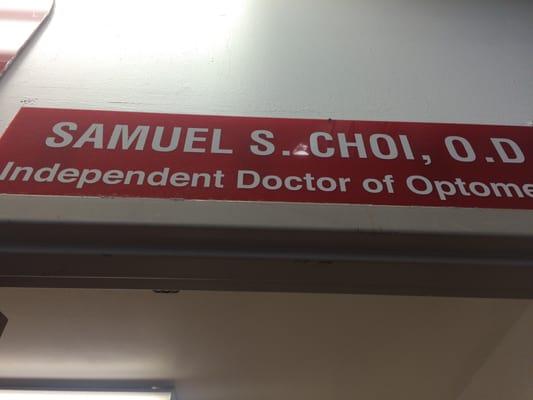 SAMUEL S. CHOI, O.D
Independent Doctor of Optome